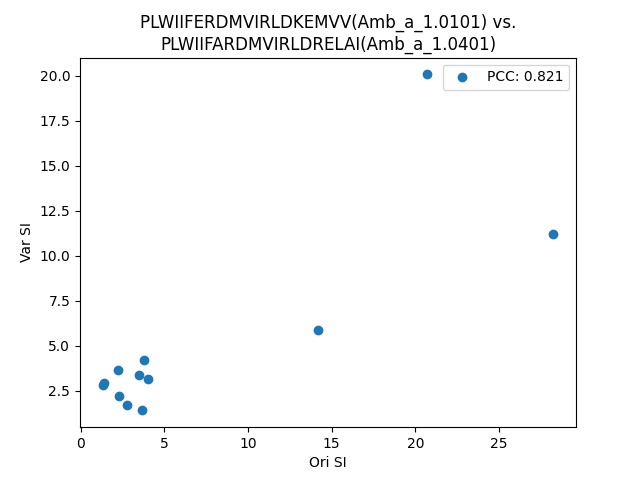 PLWIIFERDMVIRLDKEMVV(Amb_a_1.0101) vs.
PLWIIFARDMVIRLDRELAI(Amb_a_1.0401)
PCC: 0.821
20.0
17.5
15.0
12.5
10.0
7.5
5.0
2.5
Var SI
0 5 10 15 20 25
Ori SI